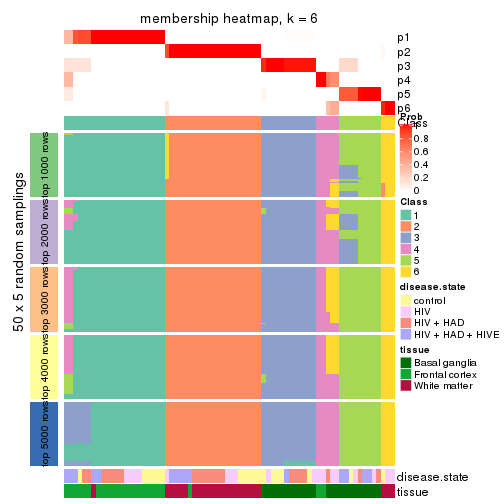 membership heatmap, k = 6
p1
p2
p3
p4
p5
p6
Class
50 x 5 random samplings
top 1000 rows
top 2000 rows
top 3000 rows
top 4000 rows
top 5000 rows
disease.state
tissue
Prob
1
0.8
0.6
0.4
0.2
0
Class
1
2
3
4
5
6
disease.state
control
HIV
HIV + HAD
HIV + HAD + HIVE
tissue
Basal ganglia
Frontal cortex
White matter